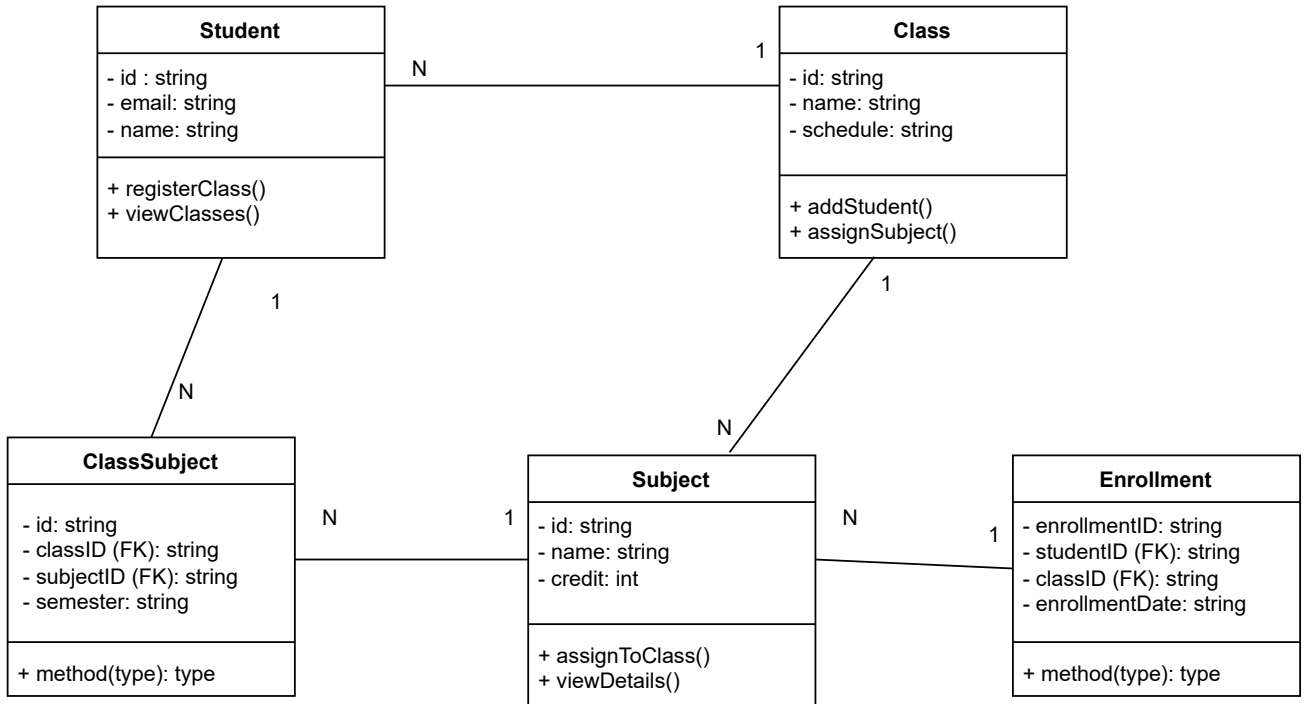 Student
- id : string
- email: string
- name: string
+ registerClass()
+ viewClasses()
N
1
Class
- id: string
- name: string
- schedule: string
+ addStudent()
+ assignSubject()
1
N
1
N
ClassSubject
- id: string
- classID (FK): string
- subjectID (FK): string
- semester: string
+ method(type): type
N
1
Subject
- id: string
- name: string
- credit: int
+ assignToClass()
+ viewDetails()
N
1
Enrollment
- enrollmentID: string
- studentID (FK): string
- classID (FK): string
- enrollmentDate: string
+ method(type): type